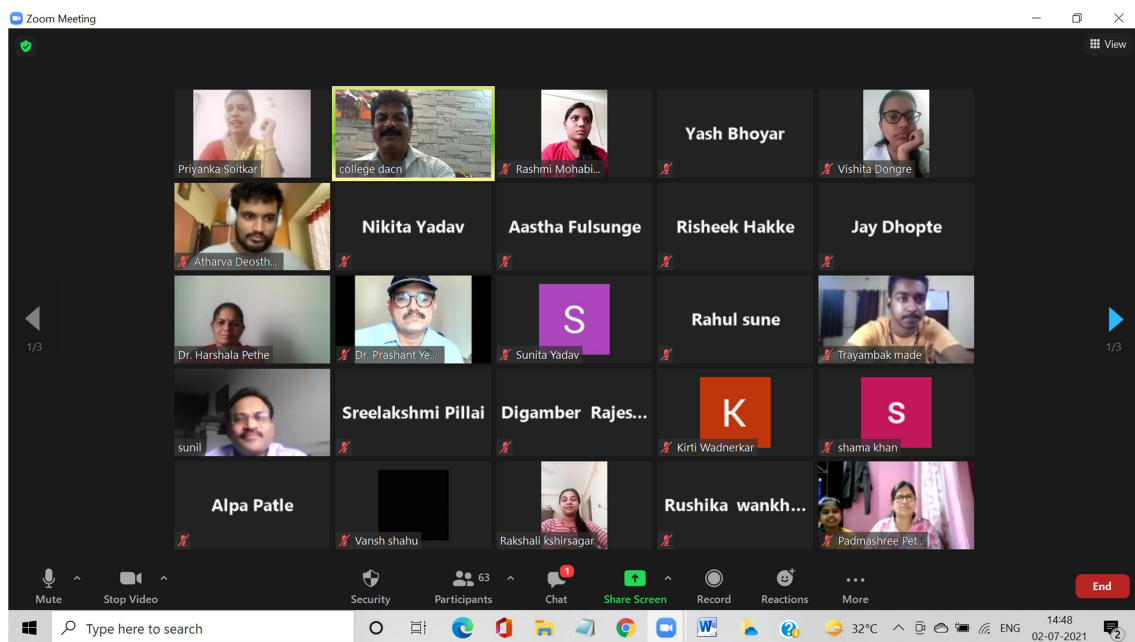 Zoom Meeting
View
Priyanka Soitkar
college dacn
Rashmi Mohabi...
Yash Bhoyar
Vishita Dongre
Atharva Deosth...
Nikita Yadav
Aastha Fulsunge
Risheek Hakke
Jay Dhopte
Dr. Harshala Pethe
Dr. Prashant Ye...
S
Sunita Yadav
Rahul sune
Trayambak made
1/3
1/3
sunil
Sreelakshmi Pillai
Digamber Rajes...
K
Kirti Wadnerkar
s
shama khan
Alpa Patle
Vansh shahu
Rakshali kshirsagar
Rushika wankh...
Padmashree Pet...
Mute
Stop Video
Security
63
Participants
1
Chat
Share Screen
Record
Reactions
More
End
Type here to search
W
32°C
ENG
14:48
02-07-2021
2